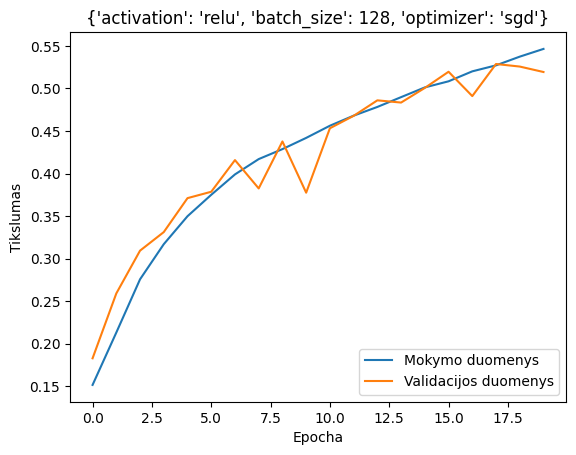 {'activation': 'relu', 'batch_size': 128, 'optimizer': 'sgd'}
Tikslumas
0.55
0.50
0.45
0.40
0.35
0.30
0.25
0.20
0.15
Mokymo duomenys
Validacijos duomenys
0.0 2.5 5.0 7.5 10.0 12.5 15.0 17.5
Epocha